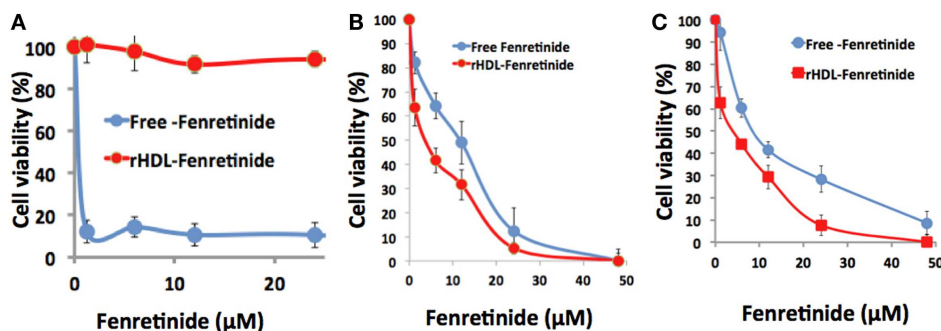 A
Cell viability (%)
100
80
60
40
20
0
Free -Fenretinide
rHDL-Fenretinide
0
10
20
Fenretinide (µM)
B
Cell viability (%)
100
90
80
70
60
50
40
30
20
10
0
Free Fenretinide
rHDL-Fenretinide
0
10
20
30
40
50
Fenretinide (µM)
C
Cell viability (%)
100
90
80
70
60
50
40
30
20
10
0
Free -Fenretinide
rHDL-Fenretinide
0
10
20
30
40
50
Fenretinide (µM)